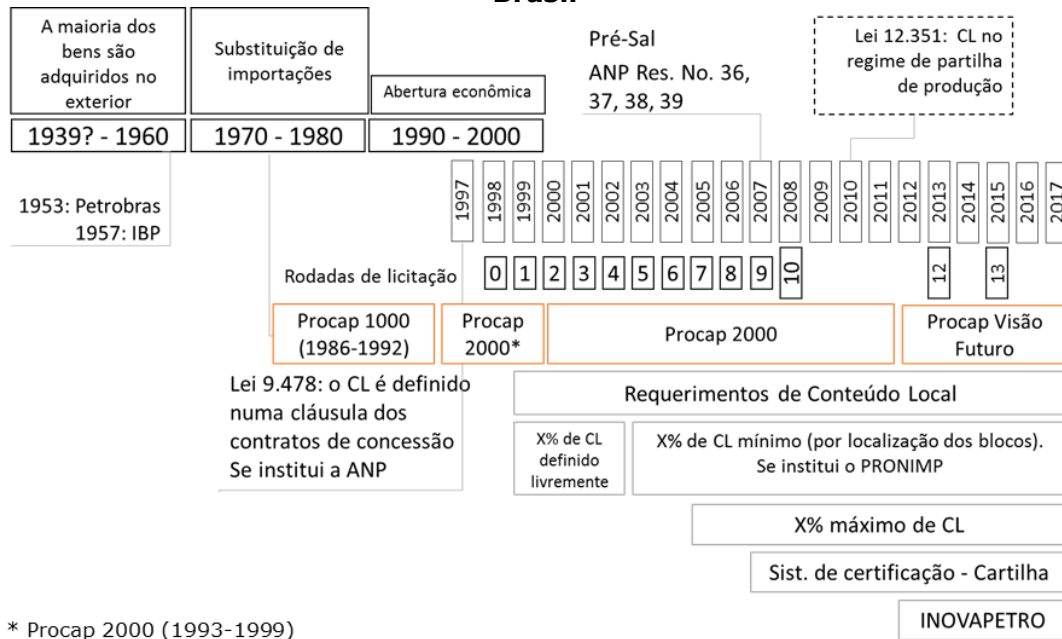 Brasil
A maioria dos
bens são
adquiridos no
exterior
Substituição de
importações
Abertura econômica
1939? - 1960
1970 - 1980
1990 - 2000
Pré-Sal
ANP Res. No. 36,
37, 38, 39
Lei 12.351: CL no
regime de partilha
de produção
1953: Petrobras
1957: IBP
1997
1998
1999
2000
2001
2002
2003
2004
2005
2006
2007
2008
2009
2010
2011
2012
2013
2014
2015
2016
2017
Rodadas de licitação
0
1
2
3
4
5
6
7
8
9
10
12
13
Procap 1000
(1986-1992)
Procap
2000*
Procap 2000
Procap Visão
Futuro
Lei 9.478: o CL é definido
numa cláusula dos
contratos de concessão
Se institui a ANP
Requerimentos de Conteúdo Local
X% de CL
definido
livremente
X% de CL mínimo (por localização dos blocos).
Se institui o PRONIMP
X% máximo de CL
Sist. de certificação - Cartilha
INOVAPETRO
* Procap 2000 (1993-1999)